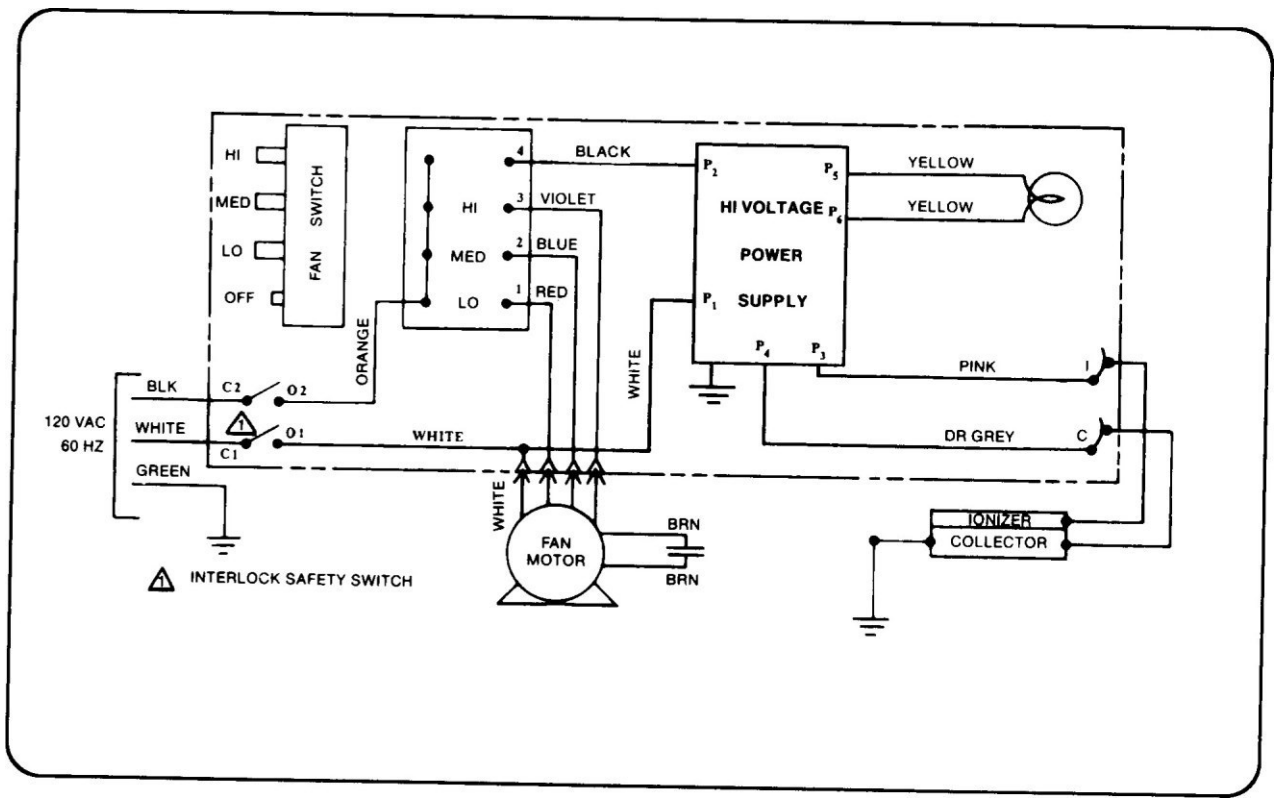 HI
MED
LO
OFF
FAN SWITCH
4
HI 3
MED 2
LO 1
BLACK
VIOLET
BLUE
RED
ORANGE
P2
P5
HI VOLTAGE
P6
POWER
P1
SUPPLY
P4
P3
YELLOW
YELLOW
WHITE
PINK
I
DR GREY
C
120 VAC
60 HZ
BLK
WHITE
GREEN
C2
O2
1
O1
C1
WHITE
WHITE
FAN
MOTOR
BRN
BRN
IONIZER
COLLECTOR
1 INTERLOCK SAFETY SWITCH